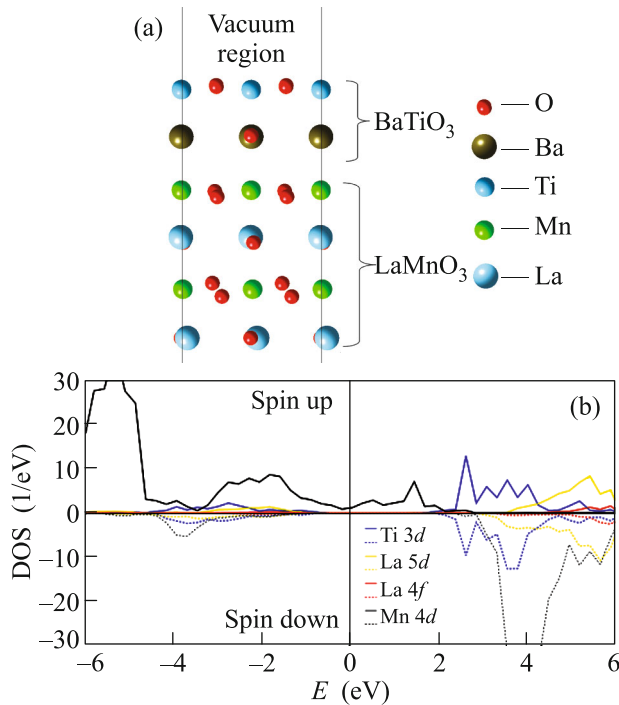 (a)
Vacuum
region
BaTiO3
LaMnO3
O
Ba
Ti
Mn
La
(b)
Spin up
Spin down
DOS (1/eV)
30
20
10
0
−10
−20
−30
Ti 3d
La 5d
La 4f
Mn 4d
−6 −4 −2 0 2 4 6
E (eV)